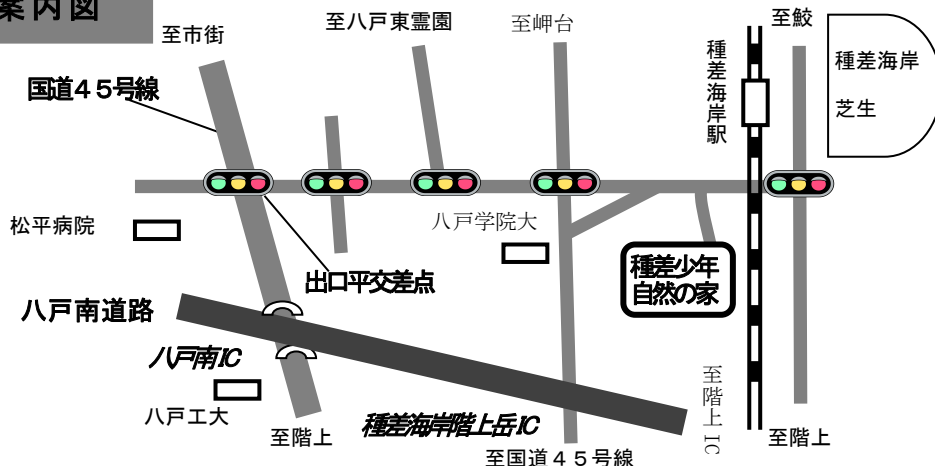 案内図
至市街
至八戸東霊園
至岬台
至鮫
国道45号線
種差海岸駅
種差海岸
芝生
松平病院
八戸学院大
出口平交差点
種差少年
自然の家
八戸南道路
八戸南IC
八戸工大
至階上
種差海岸階上岳IC
至階上IC
至階上
至国道45号線